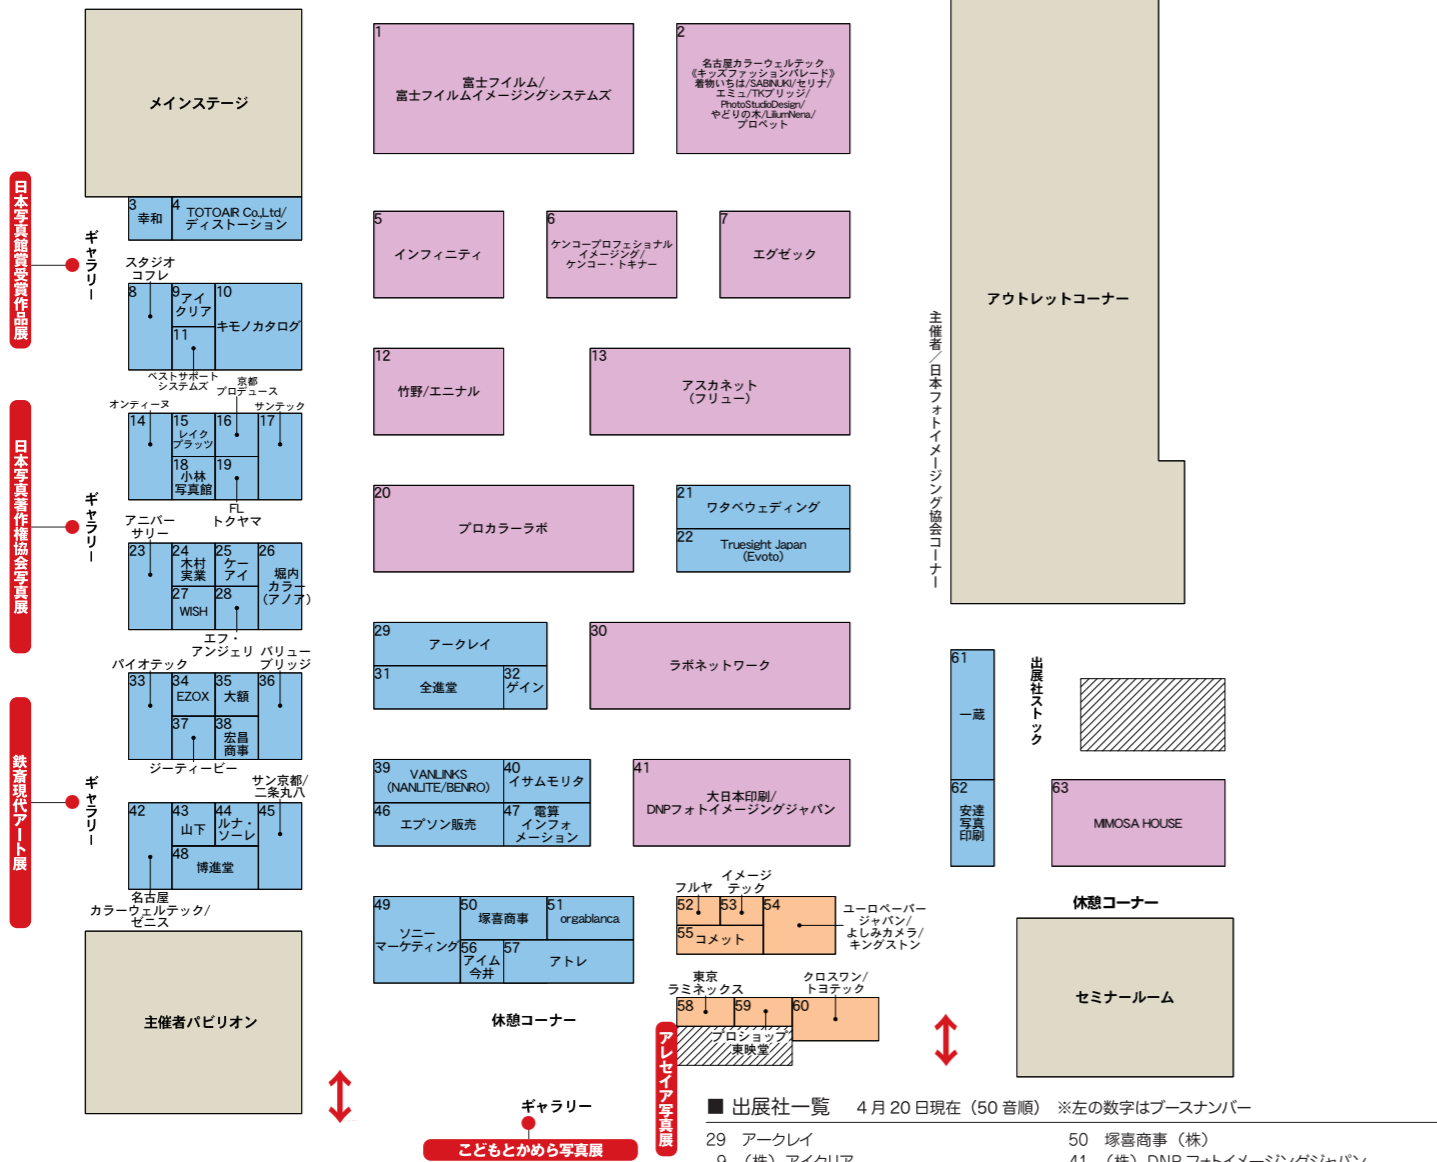 メインステージ
1
富士フイルム/
富士フイルムイメージングシステムズ
2
名古屋カラーウェルテック
《キッズファッションパレード》
着物いちは/SABINUKI/セリナ/
エミュ/TKブリッジ/
PhotoStudioDesign/
やどりの木/LiliumNena/
プロペット
3
幸和
4
TOTOAIR Co.,Ltd/
ディストーション
日本写真館賞受賞作品展
ギャラリー
5
インフィニティ
6
ケンコープロフェショナル
イメージング/
ケンコー・トキナー
7
エグゼック
スタジオ
コフレ
8
9
アイ
クリア
10
キモノカタログ
11
ベストサポート
システムズ
アウトレットコーナー
主催者/日本フォトイメージング協会コーナー
12
竹野/エニナル
13
アスカネット
(フリュー)
京都
プロデュース
オンティーヌ
サンテック
14
15
レイク
プラッツ
16
17
18
小林
写真館
19
FL
トクヤマ
日本写真著作権協会写真展
ギャラリー
20
プロカラーラボ
21
ワタベウェディング
22
Truesight Japan
(Evoto)
アニバー
サリー
23
24
木村
実業
25
ケー
アイ
26
堀内
カラー
(アノア)
27
WISH
28
エフ・
アンジェリ
29
アークレイ
30
ラボネットワーク
31
全進堂
32
ゲイン
パイオテック
バリュー
ブリッジ
33
34
EZOX
35
大額
36
37
38
宏昌
商事
ジーティービー
61
一蔵
出展社ストック
鉄斎現代アート展
ギャラリー
39
VANLINKS
(NANLITE/BENRO)
40
イサムモリタ
41
大日本印刷/
DNPフォトイメージングジャパン
サン京都/
二条丸八
42
43
山下
44
ルナ・
ソーレ
45
46
エプソン販売
47
電算
インフォ
メーション
48
博進堂
名古屋
カラーウェルテック/
ゼニス
62
安達
写真
印刷
63
MIMOSA HOUSE
49
ソニー
マーケティング
50
塚喜商事
51
orgablanca
フルヤ
イメージ
テック
52
53
54
ユーロペーパー
ジャパン/
よしみカメラ/
キングストン
55
コメット
56
アイム
今井
57
アトレ
休憩コーナー
セミナールーム
主催者パビリオン
休憩コーナー
東京
ラミネックス
クロスワン/
トヨテック
58
59
60
プロショップ
東映堂
アレセイア写真展
ギャラリー
こどもとかめら写真展
■ 出展社一覧 4月20日現在(50音順) ※左の数字はブースナンバー
29 アークレイ
9 (株)アイクリア
50 塚喜商事(株)
41 (株)DNPフォトイメージングジャパン